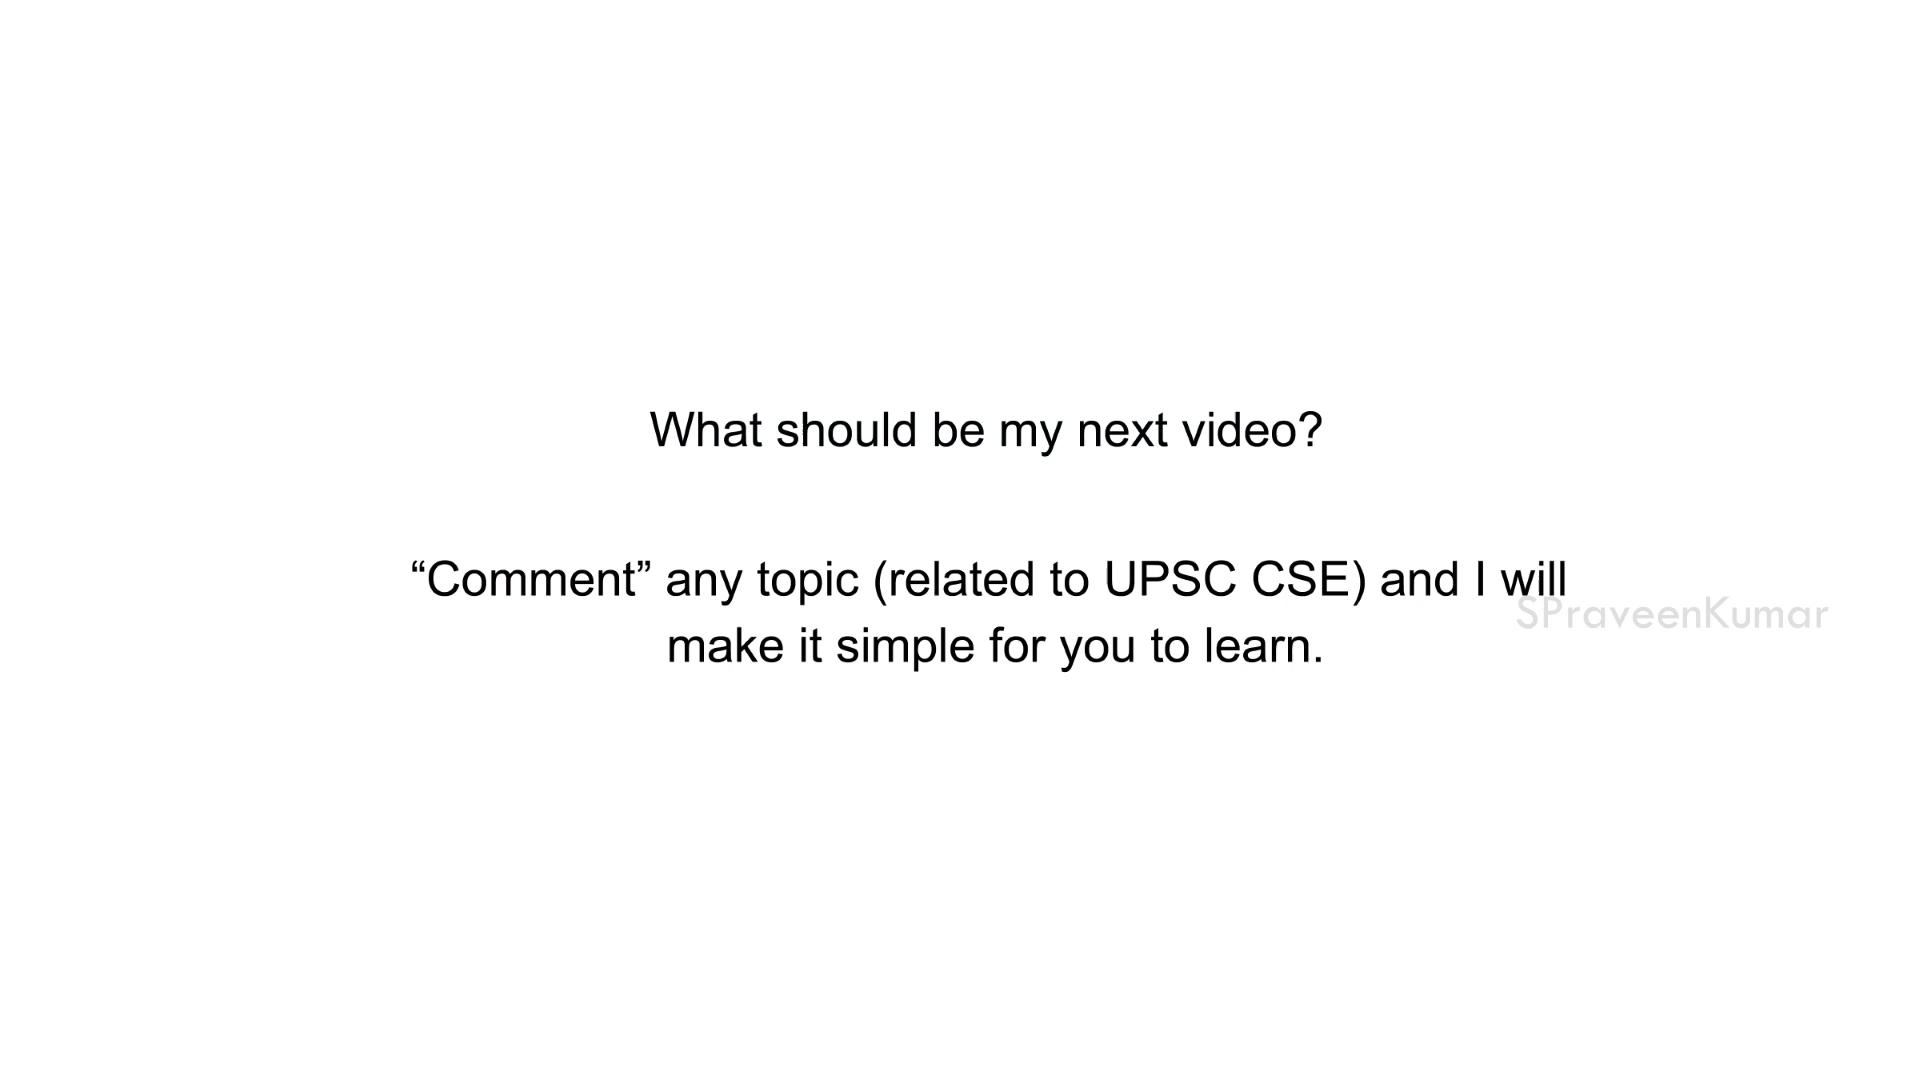 What should be my next video?
“Comment” any topic (related to UPSC CSE) and I will
SPraveenKumar
make it simple for you to learn.